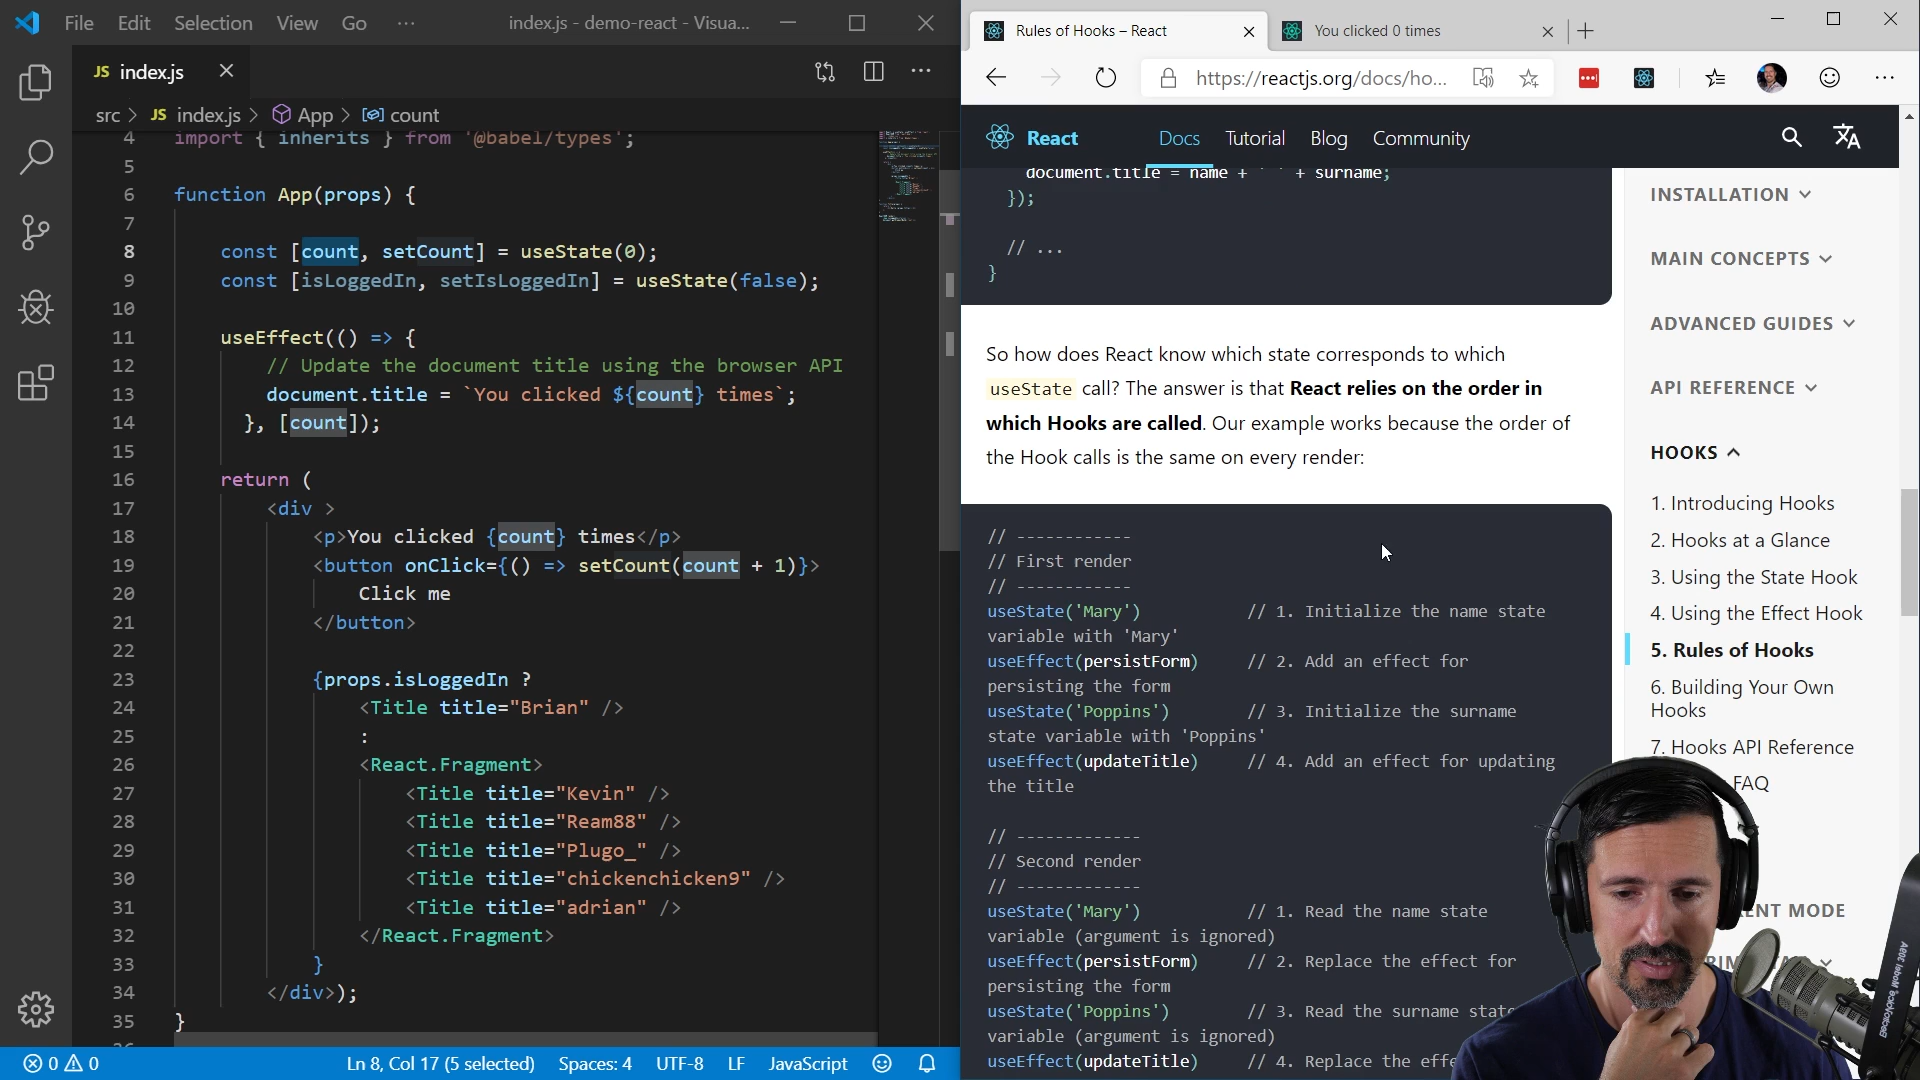 File Edit Selection View Go ··· index.js - demo-react - Visua...
JS index.js
src > JS index.js > App > count
4 import { inherits } from '@babel/types';
5
6 function App(props) {
7
8 const [count, setCount] = useState(0);
9 const [isLoggedIn, setIsLoggedIn] = useState(false);
10
11 useEffect(() => {
12 // Update the document title using the browser API
13 document.title = `You clicked ${count} times`;
14 }, [count]);
15
16 return (
17 <div >
18 <p>You clicked {count} times</p>
19 <button onClick={() => setCount(count + 1)}>
20 Click me
21 </button>
22
23 {props.isLoggedIn ?
24 <Title title="Brian" />
25 :
26 <React.Fragment>
27 <Title title="Kevin" />
28 <Title title="Ream88" />
29 <Title title="Plugo_" />
30 <Title title="chickenchicken9" />
31 <Title title="adrian" />
32 </React.Fragment>
33 }
34 </div>);
35 }
0 0 Ln 8, Col 17 (5 selected) Spaces: 4 UTF-8 LF JavaScript
Rules of Hooks – React You clicked 0 times
https://reactjs.org/docs/ho...
React Docs Tutorial Blog Community
document.title = name + ' ' + surname;
});
// ...
}
So how does React know which state corresponds to which
useState call? The answer is that React relies on the order in
which Hooks are called. Our example works because the order of
the Hook calls is the same on every render:
// ------------
// First render
// ------------
useState('Mary') // 1. Initialize the name state
variable with 'Mary'
useEffect(persistForm) // 2. Add an effect for
persisting the form
useState('Poppins') // 3. Initialize the surname
state variable with 'Poppins'
useEffect(updateTitle) // 4. Add an effect for updating
the title
// -------------
// Second render
// -------------
useState('Mary') // 1. Read the name state
variable (argument is ignored)
useEffect(persistForm) // 2. Replace the effect for
persisting the form
useState('Poppins') // 3. Read the surname
variable (argument is ignored)
useEffect(updateTitle) // 4. Replace the
INSTALLATION
MAIN CONCEPTS
ADVANCED GUIDES
API REFERENCE
HOOKS
1. Introducing Hooks
2. Hooks at a Glance
3. Using the State Hook
4. Using the Effect Hook
5. Rules of Hooks
6. Building Your Own
Hooks
7. Hooks API Reference
FAQ
MODE